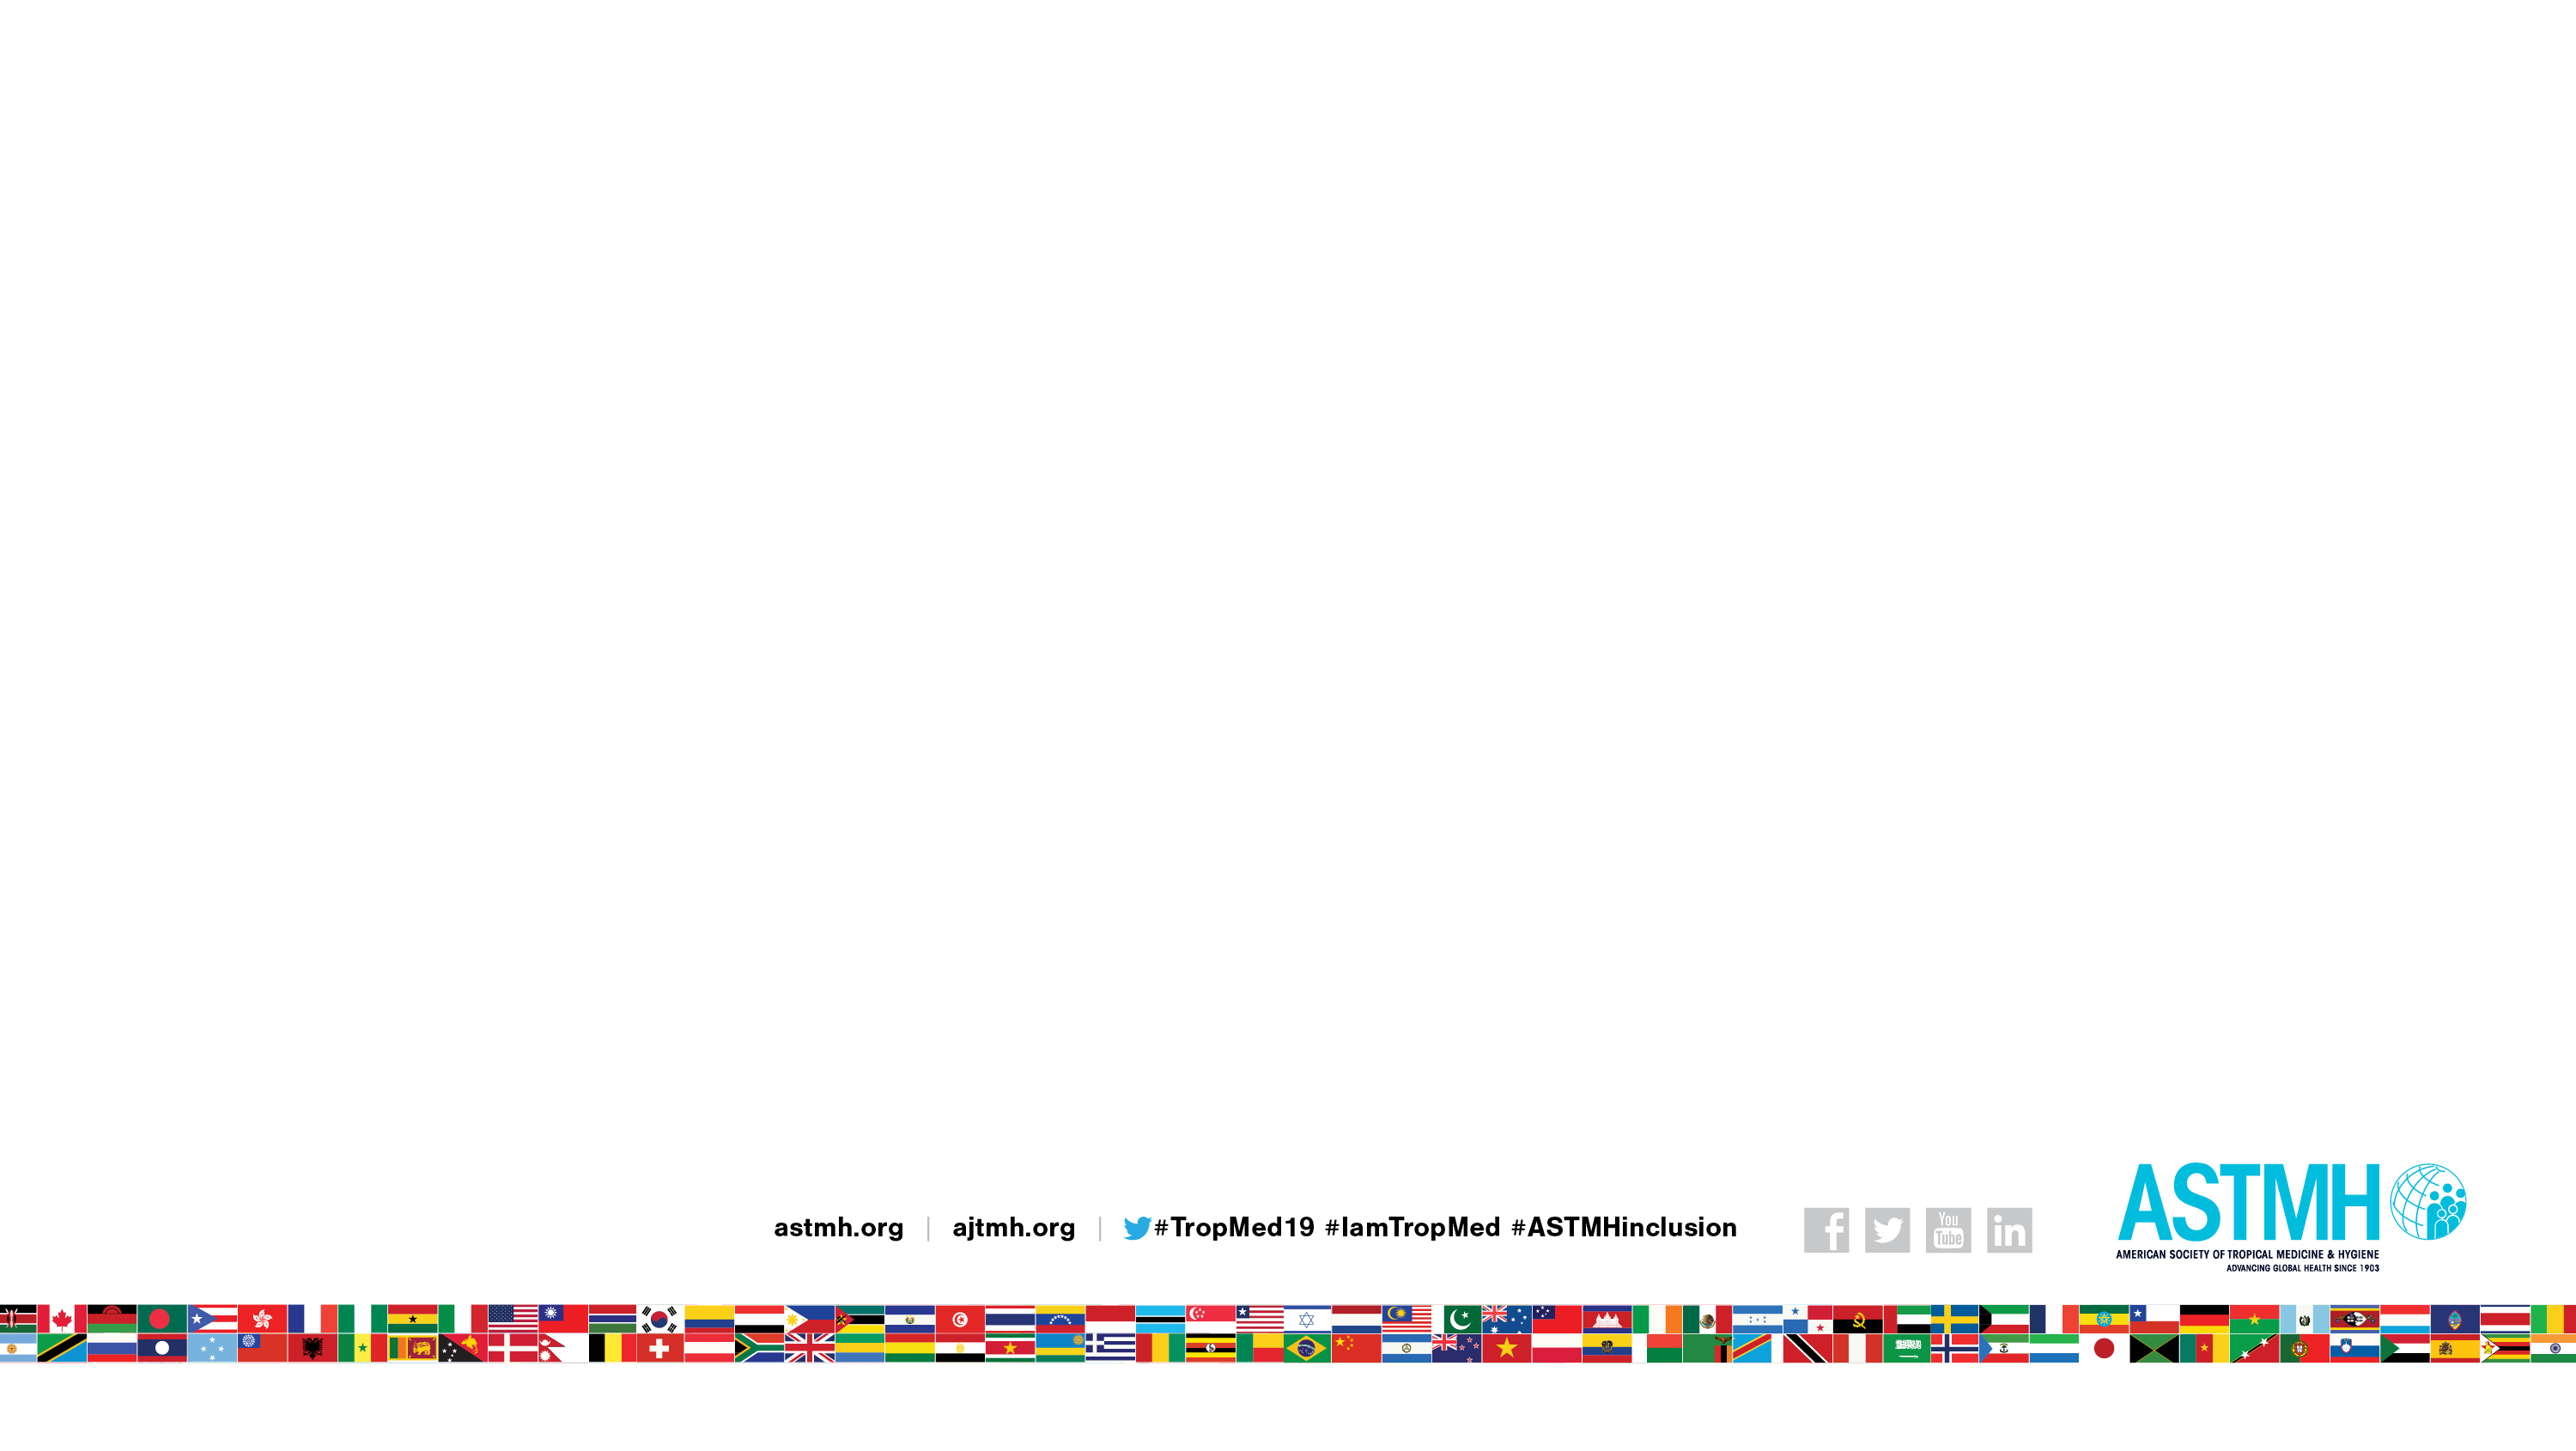 astmh.org | ajtmh.org | #TropMed19 #IamTropMed #ASTMHinclusion
You
Tube
in
ASTMH
AMERICAN SOCIETY OF TROPICAL MEDICINE & HYGIENE
ADVANCING GLOBAL HEALTH SINCE 1903